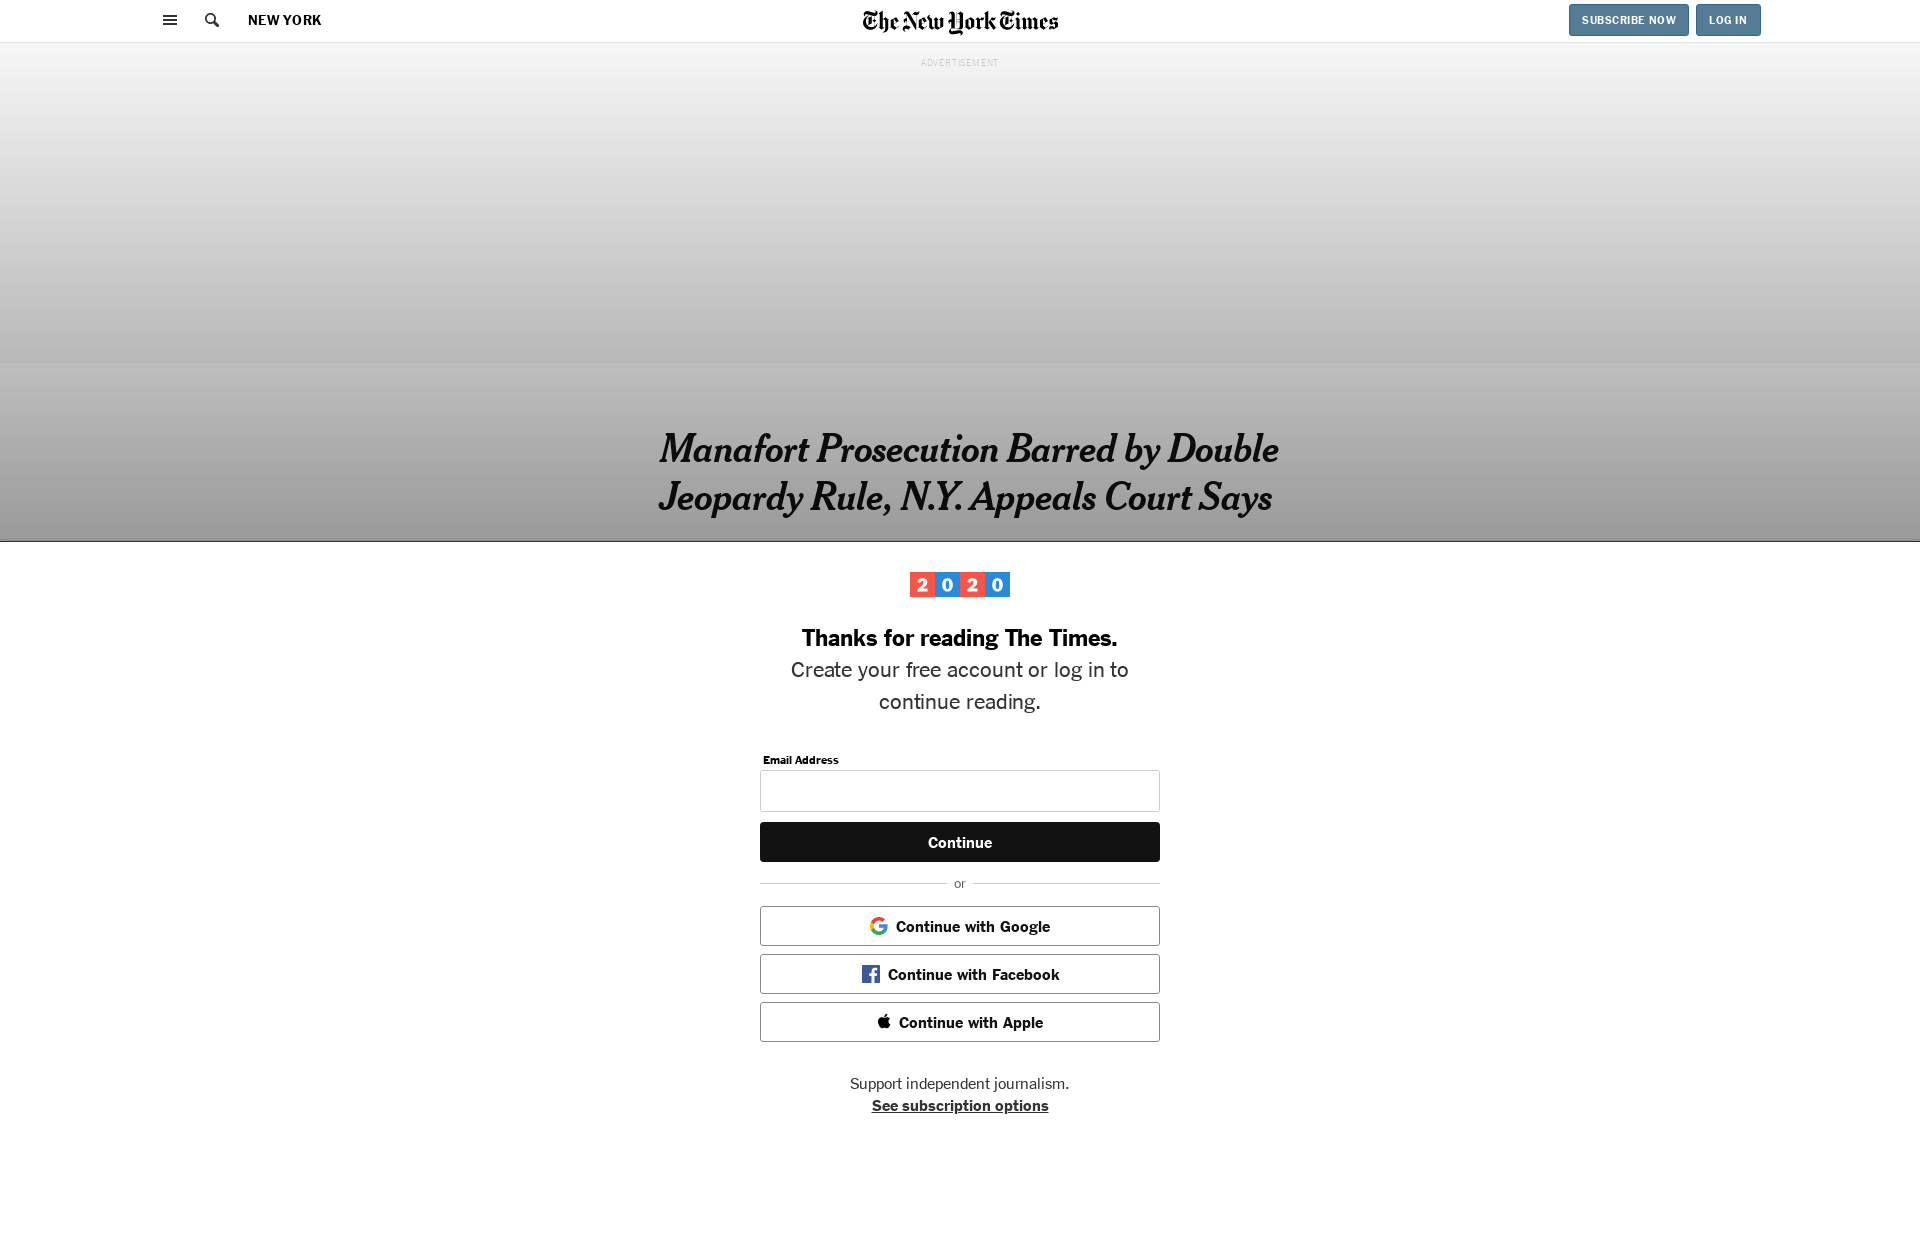 NEW YORK
The New York Times
SUBSCRIBE NOW
LOG IN
ADVERTISEMENT
Manafort Prosecution Barred by Double
Jeopardy Rule, N.Y. Appeals Court Says
2020
Thanks for reading The Times.
Create your free account or log in to
continue reading.
Email Address
Continue
or
Continue with Google
Continue with Facebook
Continue with Apple
Support independent journalism.
See subscription options